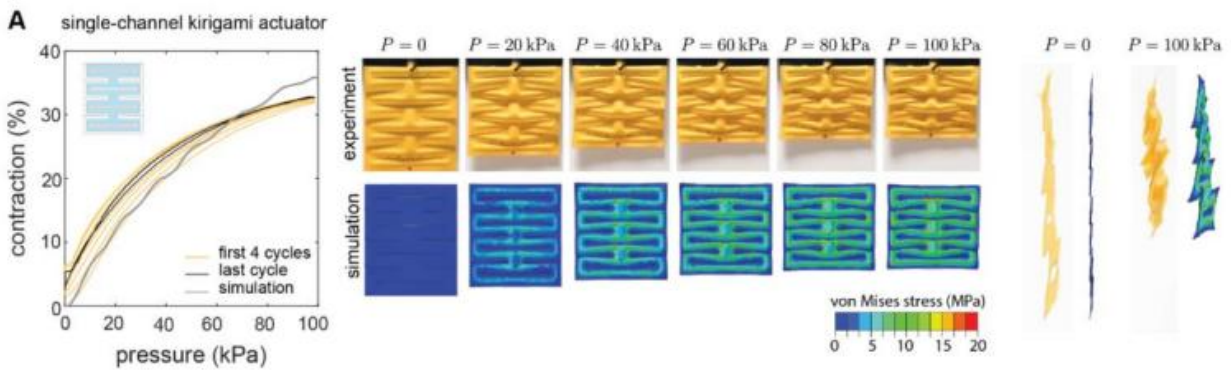 A
single-channel kirigami actuator
40
30
20
10
0
contraction (%)
first 4 cycles
last cycle
simulation
0 20 40 60 80 100
pressure (kPa)
P = 0 P = 20 kPa P = 40 kPa P = 60 kPa P = 80 kPa P = 100 kPa
experiment
simulation
von Mises stress (MPa)
0 5 10 15 20
P = 0 P = 100 kPa